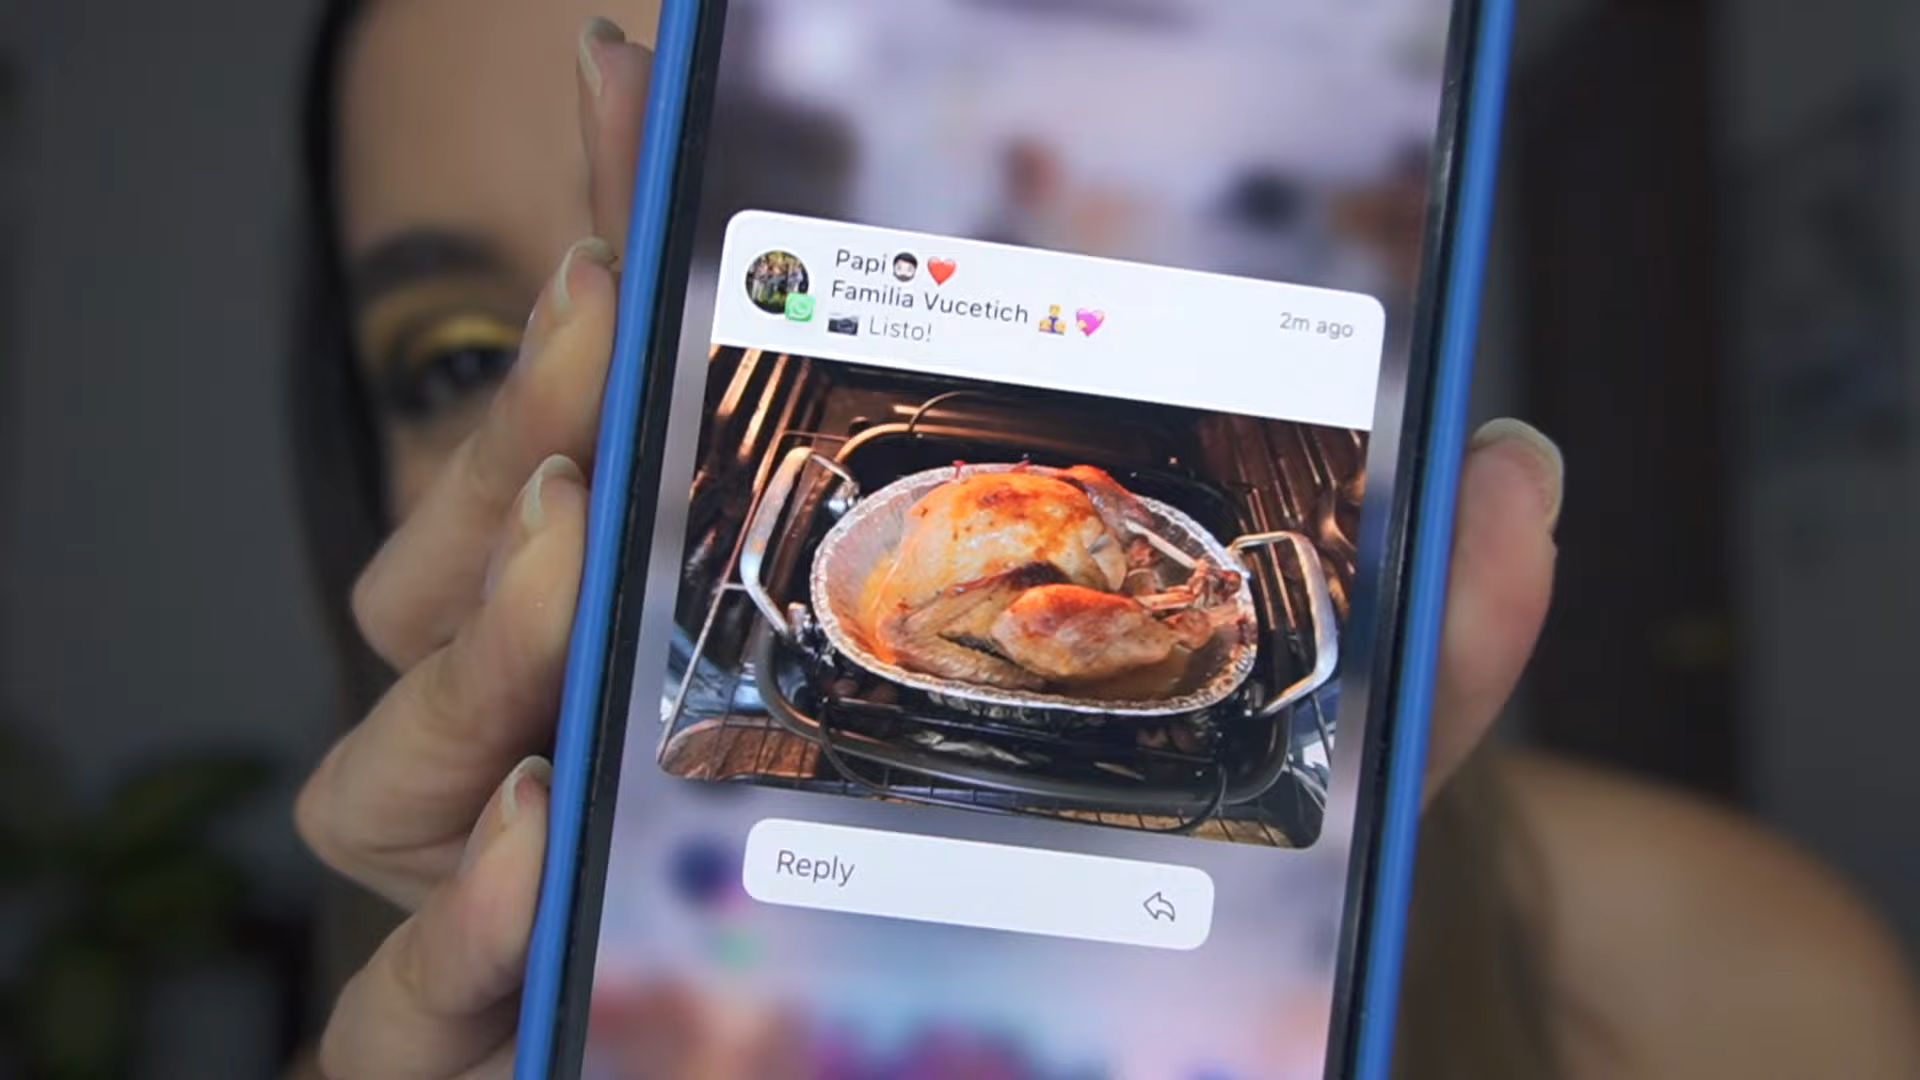 Papi🧔🏻❤️
Familia Vucetich 👨‍👩‍👧‍👦💖
2m ago
📷 Listo!
Reply